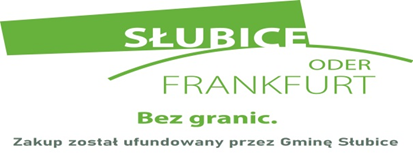 SŁUBICE
ODER
FRANKFURT
Bez granic.
Zakup został ufundowany przez Gminę Słubice